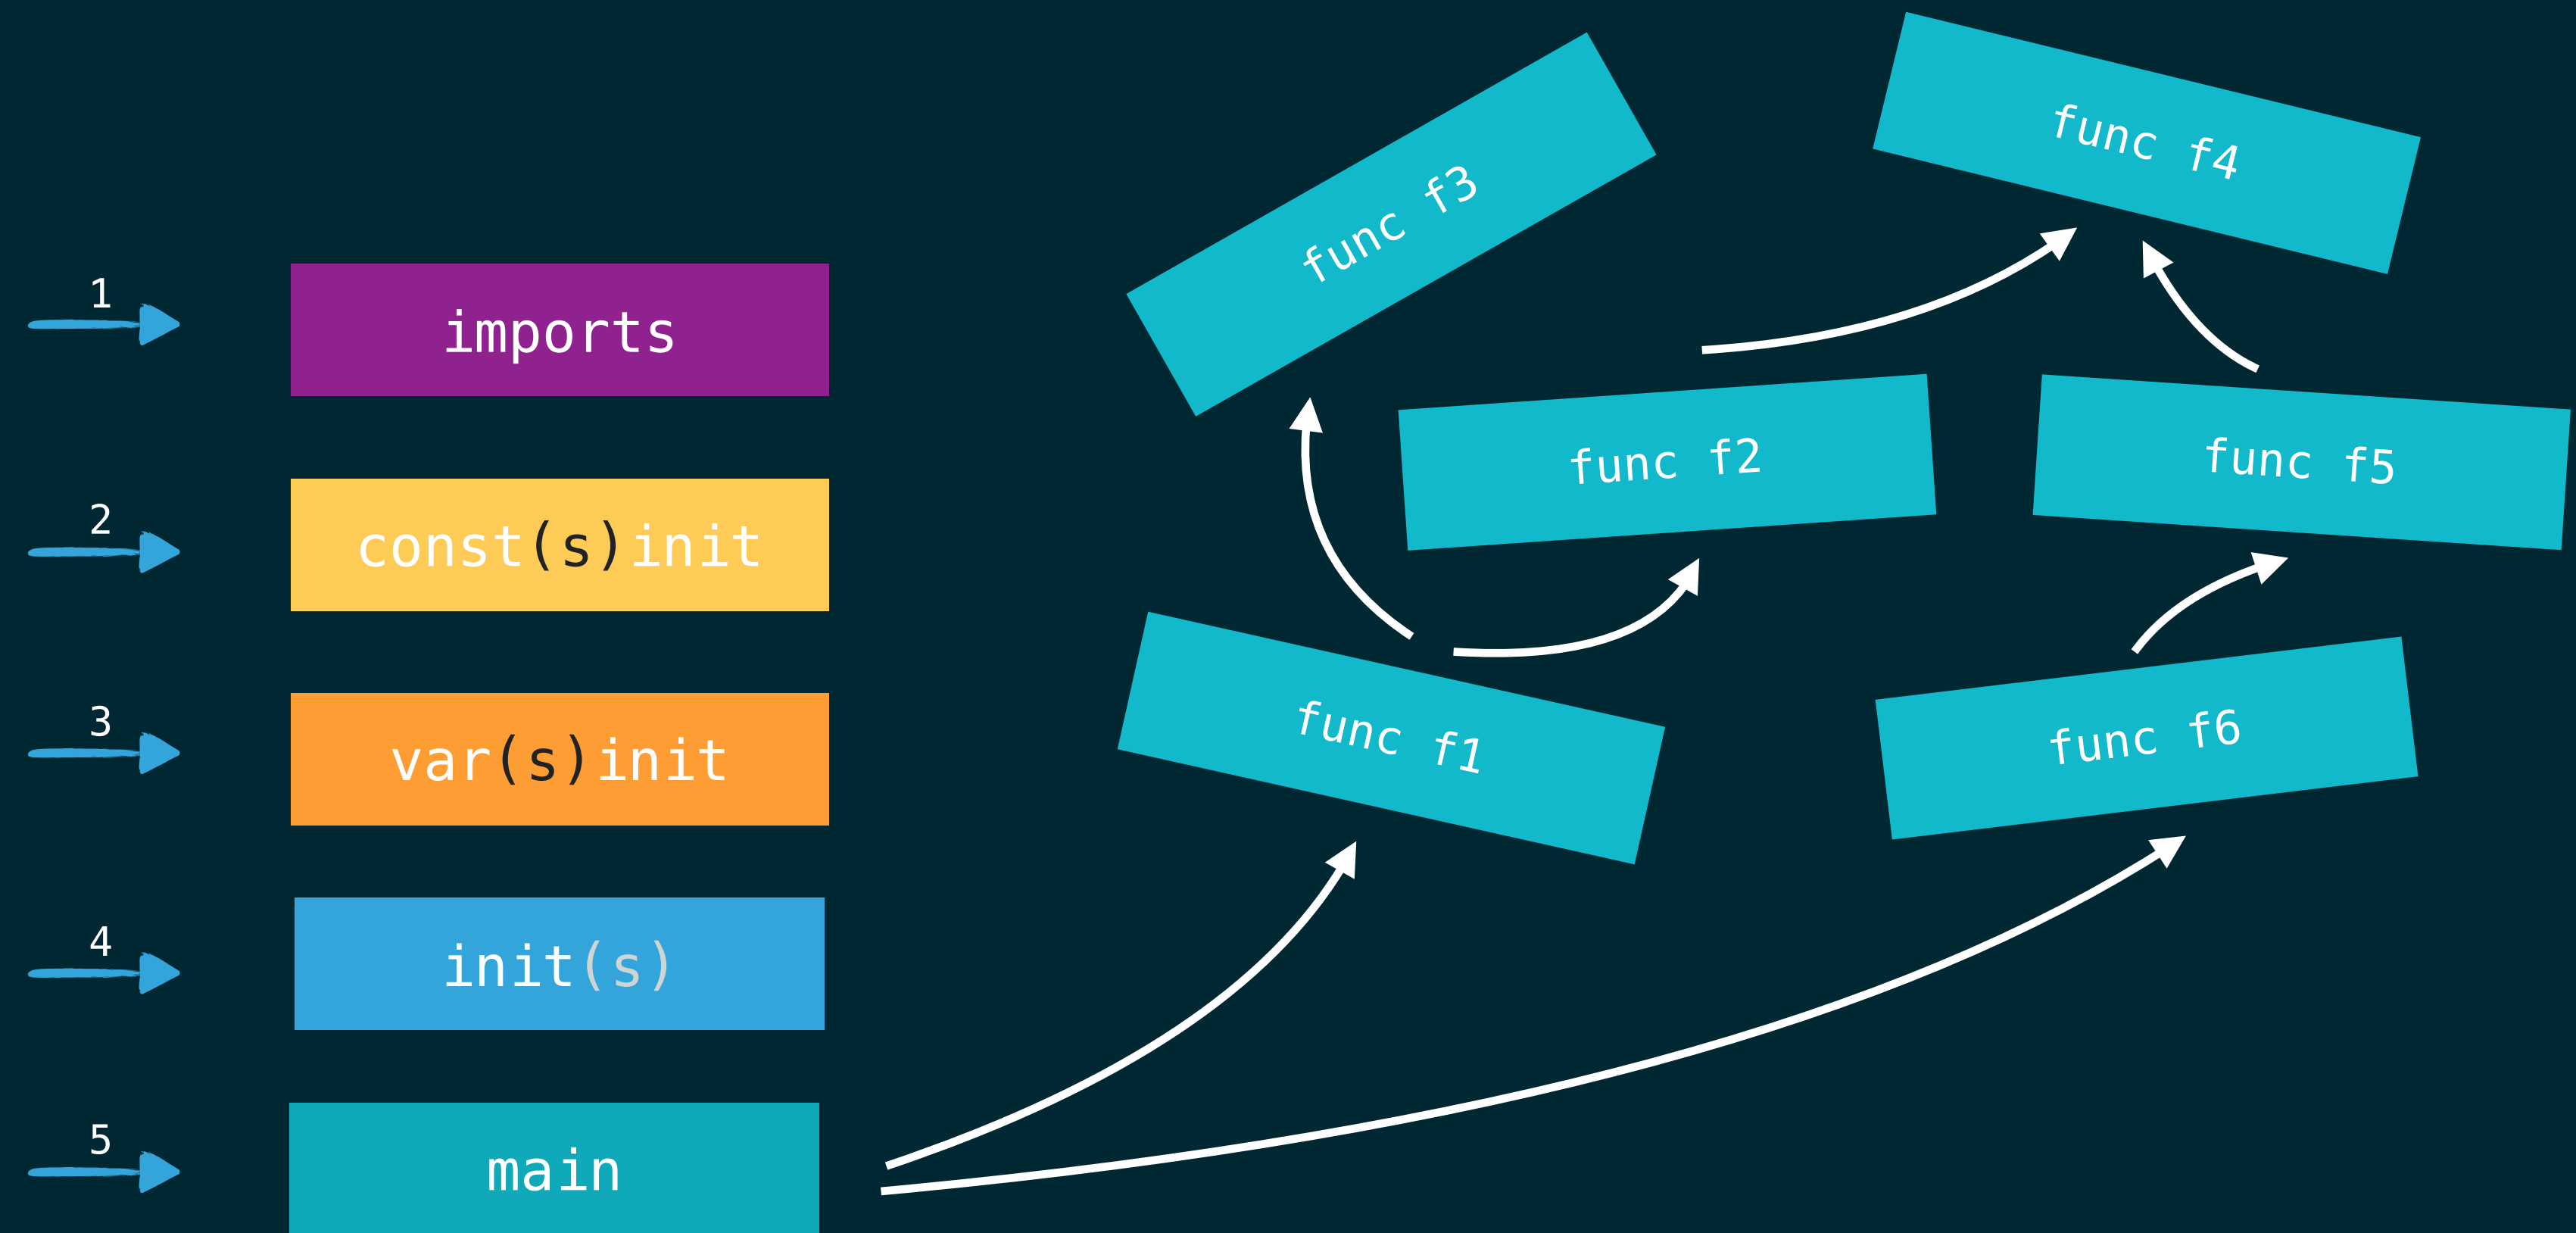 1
imports
2
const(s)init
3
var(s)init
4
init(s)
5
main
func f3
func f4
func f2
func f5
func f1
func f6